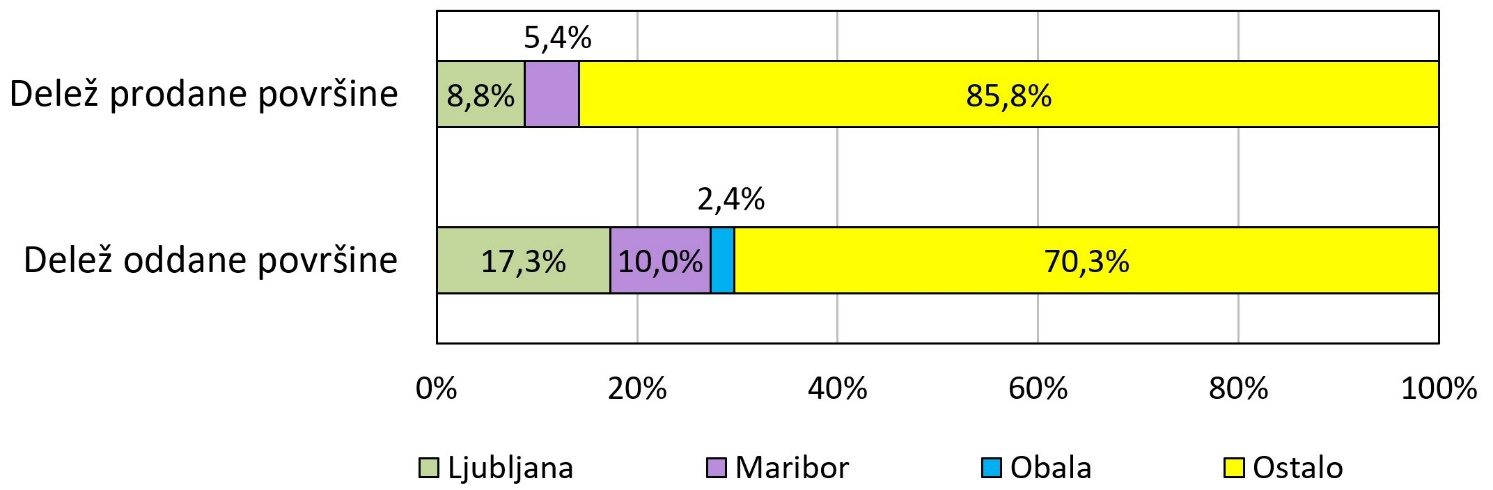 5,4%
Delež prodane površine 8,8% 85,8%
2,4%
Delež oddane površine 17,3% 10,0% 70,3%
0% 20% 40% 60% 80% 100%
Ljubljana Maribor Obala Ostalo